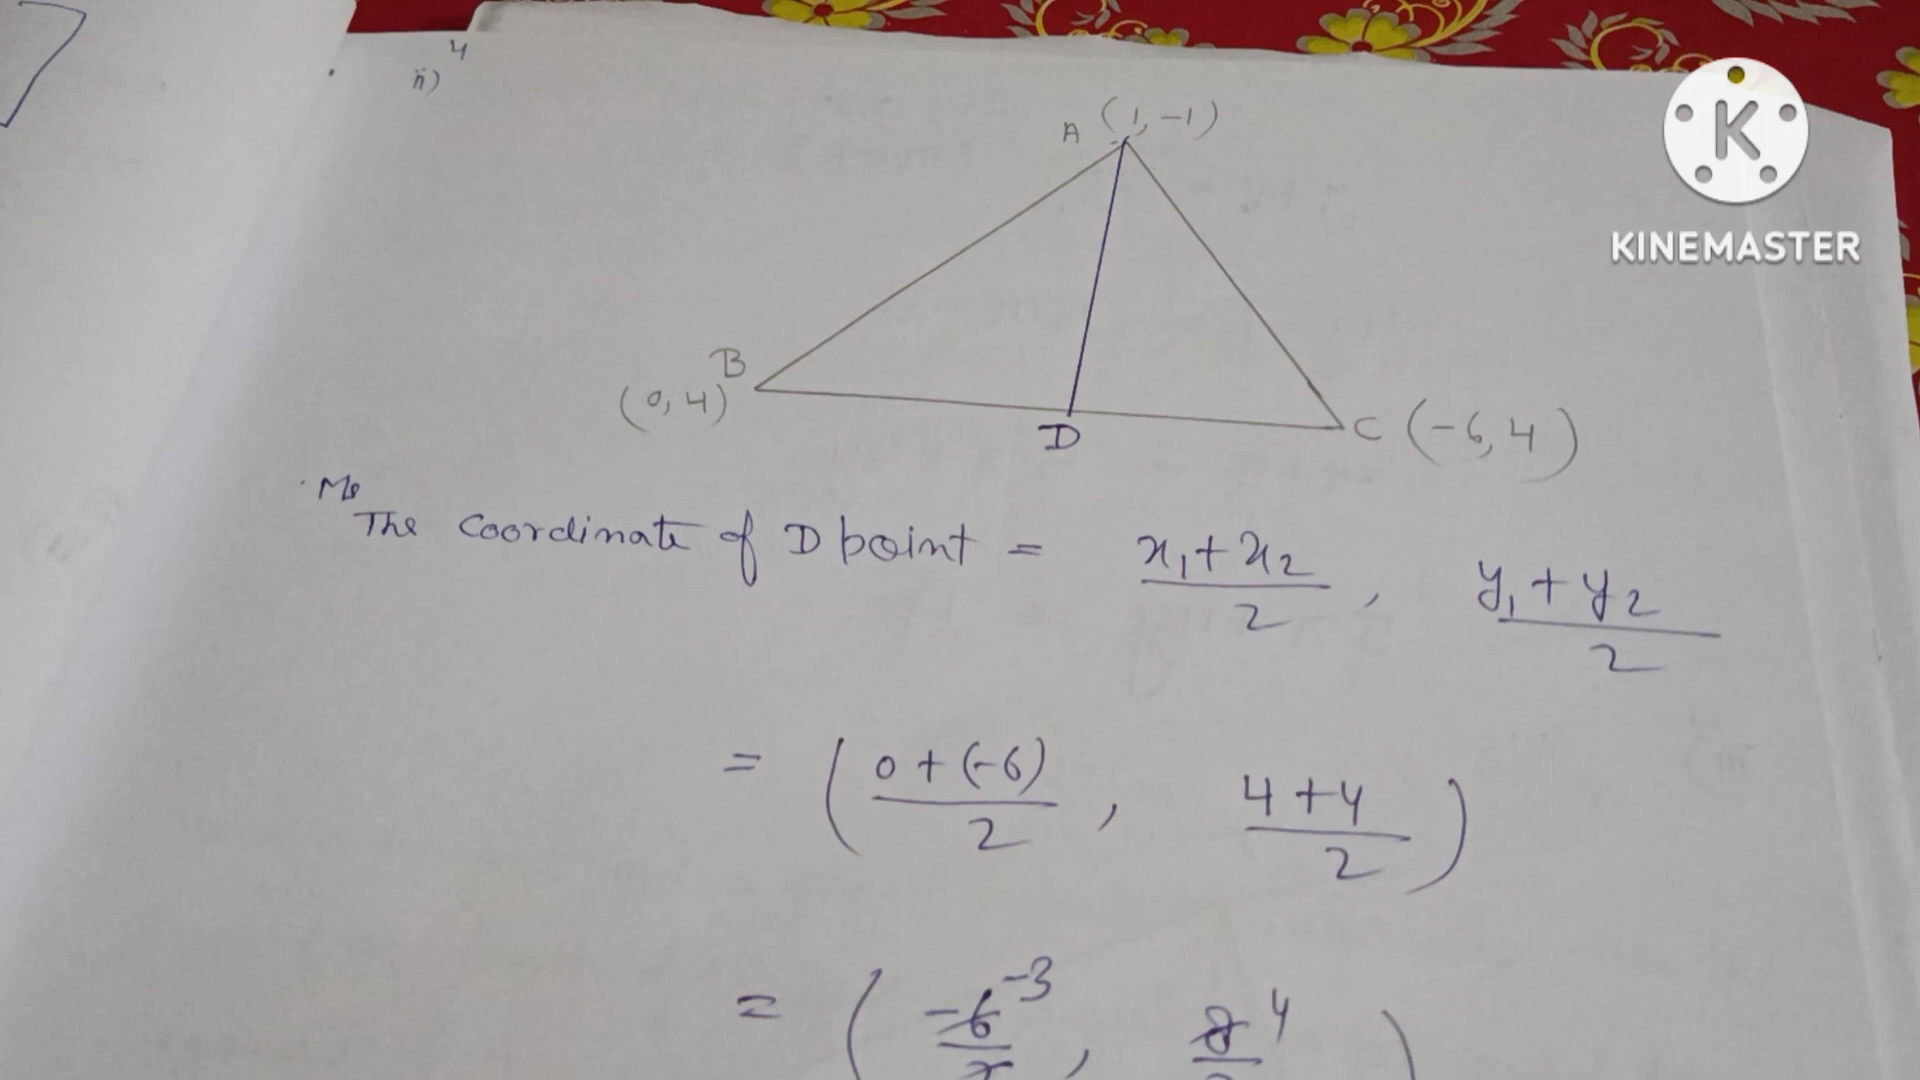 4
ii)
A (1, -1)
K
KINEMASTER
B
(0, 4)
D
C (-6, 4)
The coordinate of D point = x₁+x₂/2 , y₁+y₂/2
= (0+(-6)/2 , 4+4/2)
= (-6 -3/2 , 8 4/2)